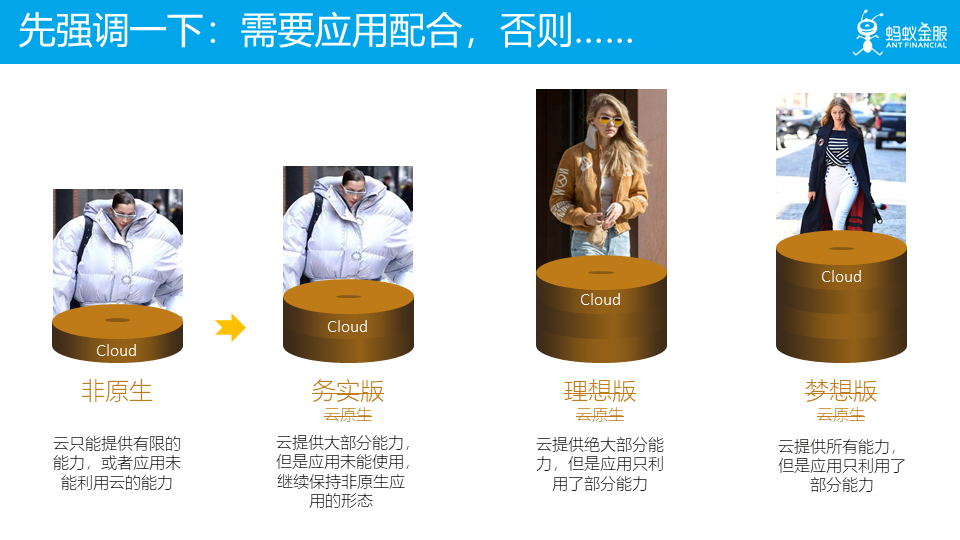 先强调一下：需要应用配合，否则……
蚂蚁金服
ANT FINANCIAL
Cloud
Cloud
Cloud
Cloud
非原生
务实版
云原生
理想版
云原生
梦想版
云原生
云只能提供有限的
能力，或者应用未
能利用云的能力
云提供大部分能力，
但是应用未能使用，
继续保持非原生应
用的形态
云提供绝大部分能
力，但是应用只利
用了部分能力
云提供所有能力，
但是应用只利用了
部分能力